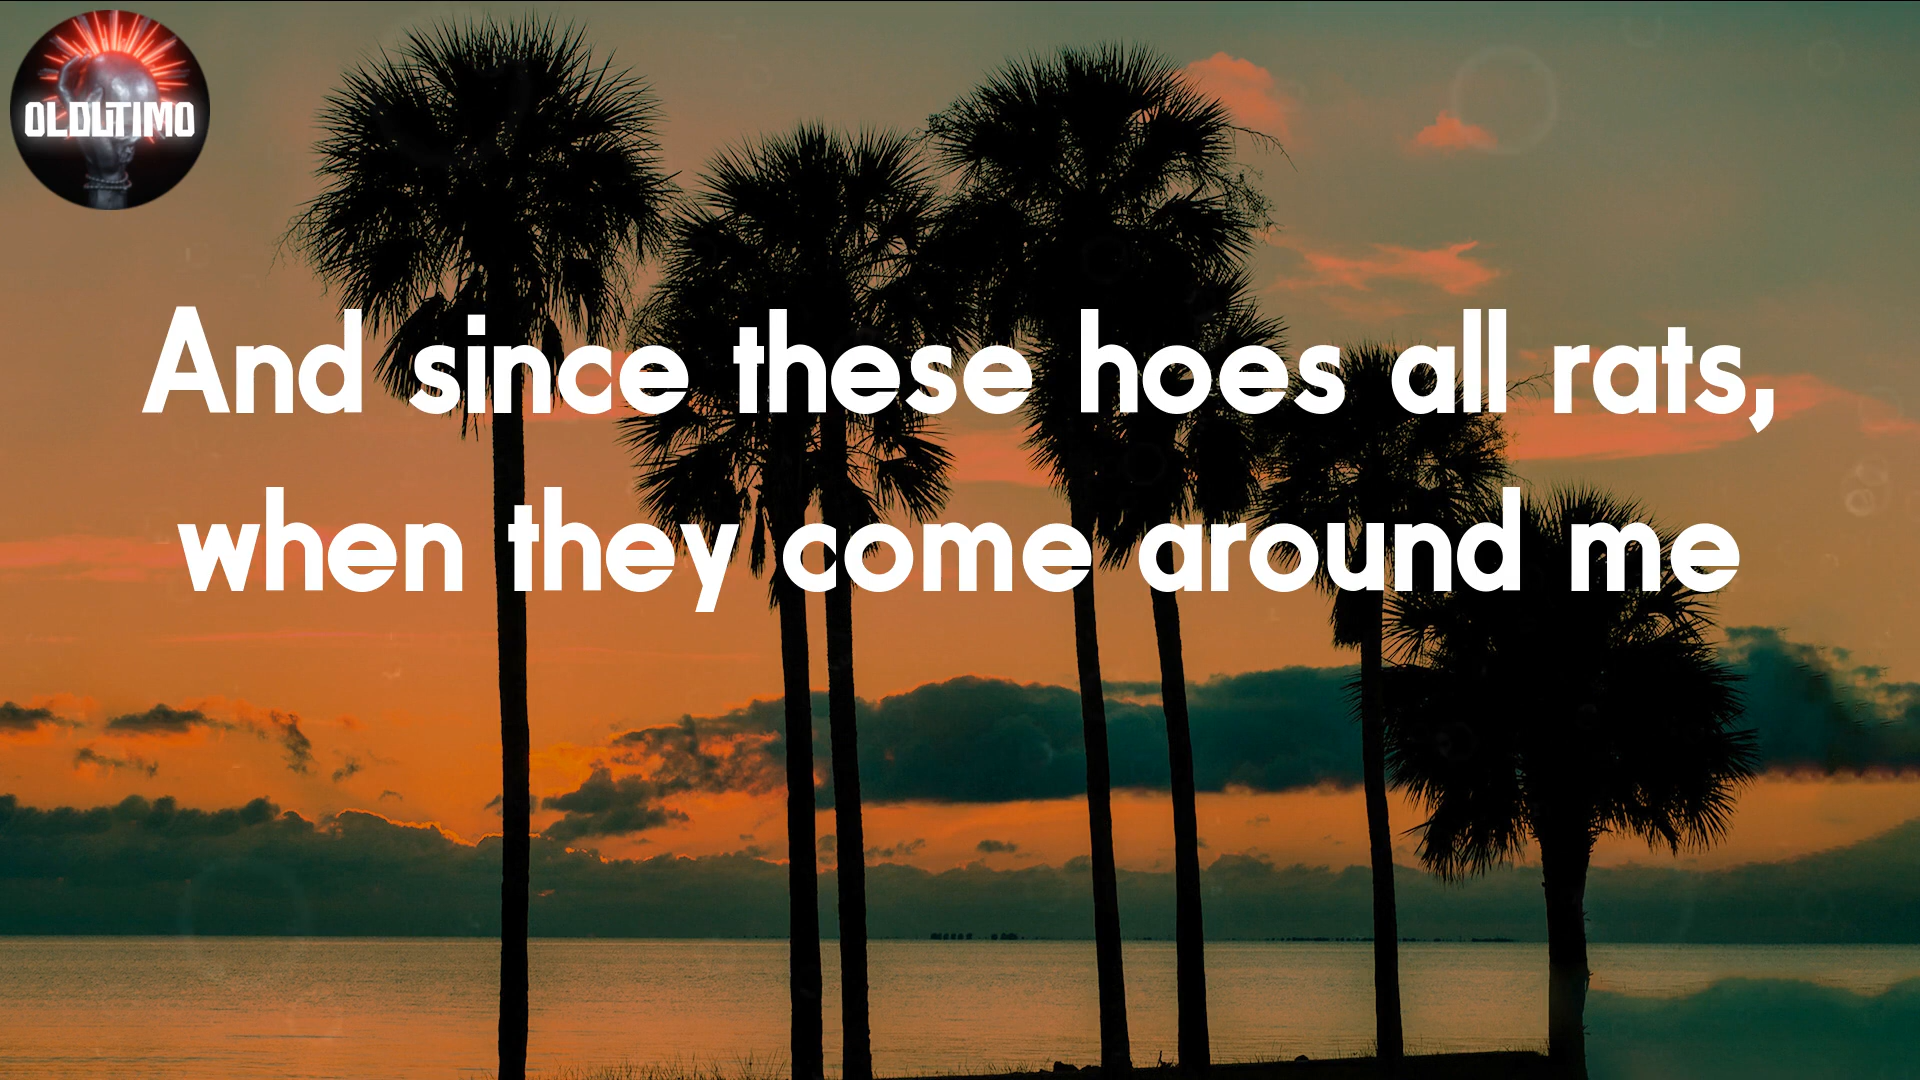 OLDULTIMO
And since these hoes all rats,
when they come around me